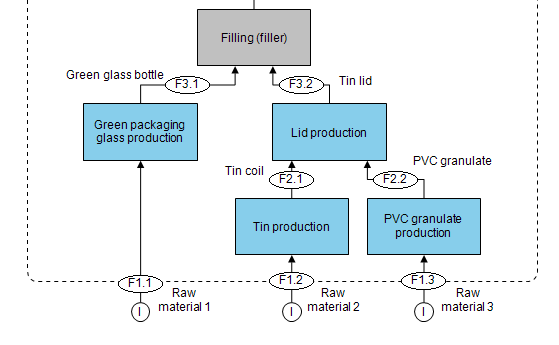 Filling (filler)
Green glass bottle
F3.1
F3.2
Tin lid
Green packaging
glass production
Lid production
Tin coil
F2.1
F2.2
PVC granulate
Tin production
PVC granulate
production
F1.1
F1.2
F1.3
Raw
material 1
Raw
material 2
Raw
material 3
I
I
I